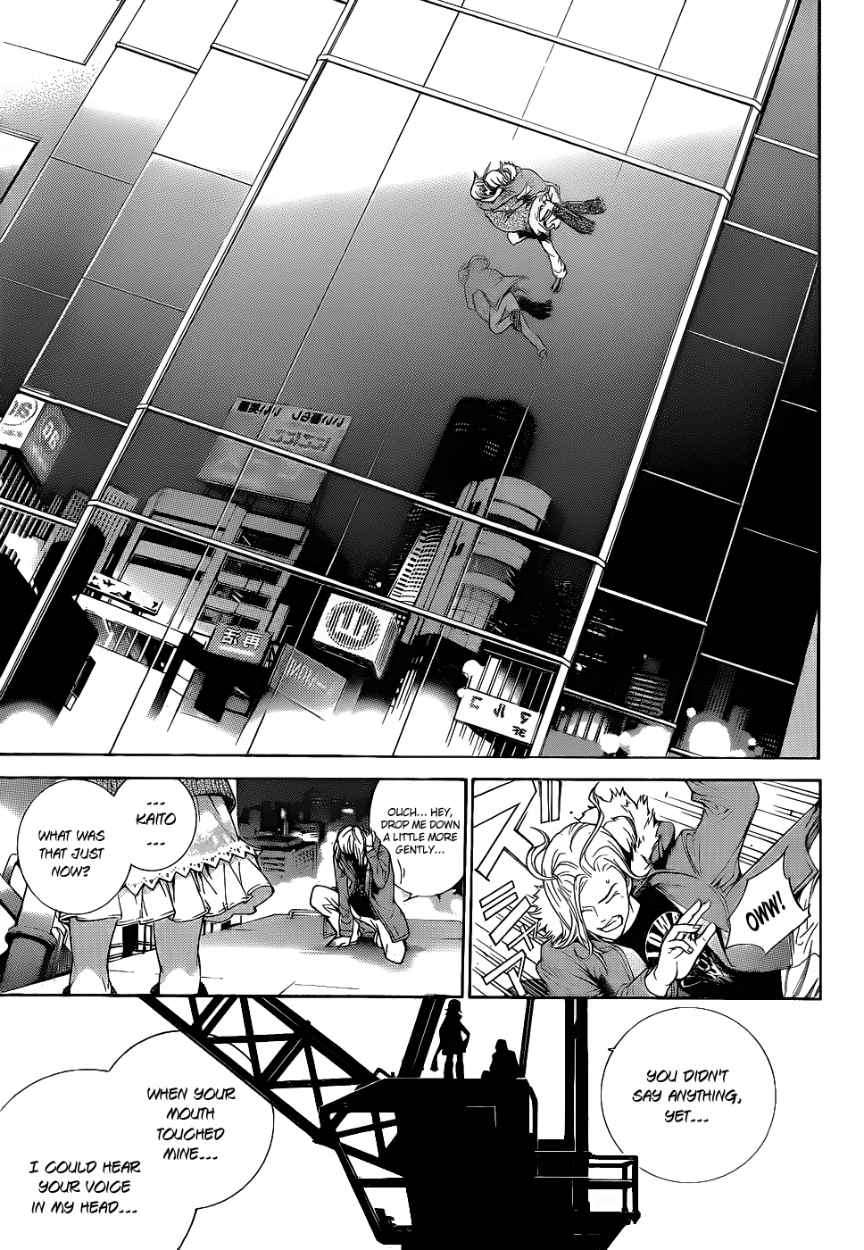 OWW!
OUCH... HEY,
DROP ME DOWN
A LITTLE MORE
GENTLY...
...
KAITO
...
WHAT WAS
THAT JUST
NOW?
YOU DIDN'T
SAY ANYTHING,
YET...
WHEN YOUR
MOUTH
TOUCHED
MINE...
I COULD HEAR
YOUR VOICE
IN MY HEAD...